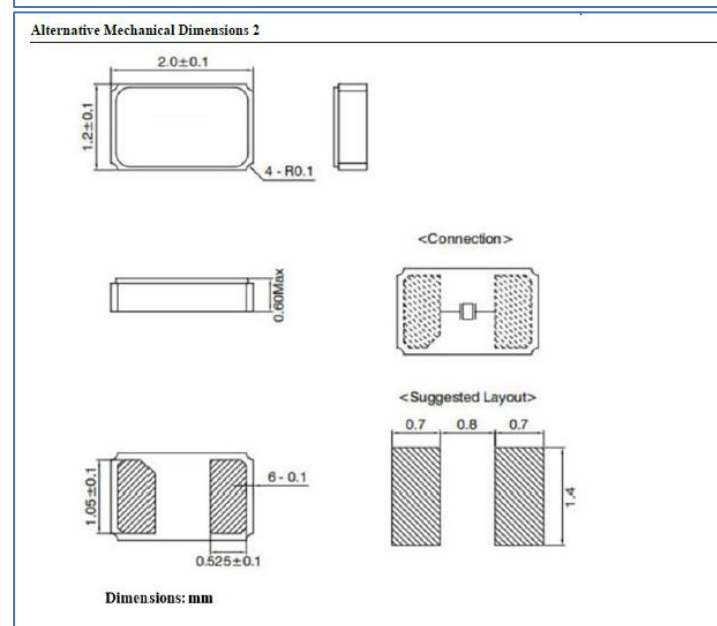 Alternative Mechanical Dimensions 2
2.0±0.1
1.2±0.1
4 - R0.1
<Connection>
0.60Max
<Suggested Layout>
0.7 0.8 0.7
1.05±0.1
6 - 0.1
1.4
0.525±0.1
Dimensions: mm